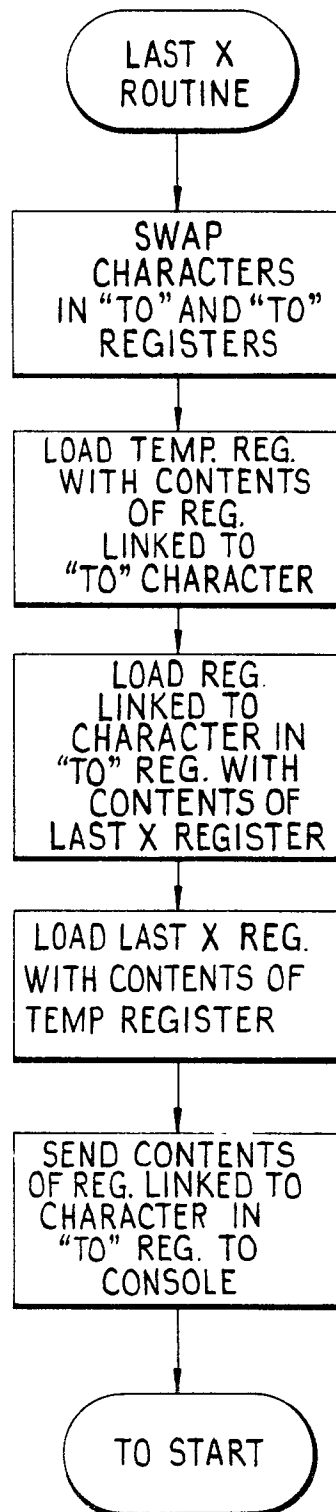 LAST X
ROUTINE
SWAP
CHARACTERS
IN “TO” AND “TO”
REGISTERS
LOAD TEMP. REG.
WITH CONTENTS
OF REG.
LINKED TO
“TO” CHARACTER
LOAD REG.
LINKED TO
CHARACTER IN
“TO” REG. WITH
CONTENTS OF
LAST X REGISTER
LOAD LAST X REG.
WITH CONTENTS OF
TEMP REGISTER
SEND CONTENTS
OF REG. LINKED TO
CHARACTER IN
“TO” REG. TO
CONSOLE
TO START